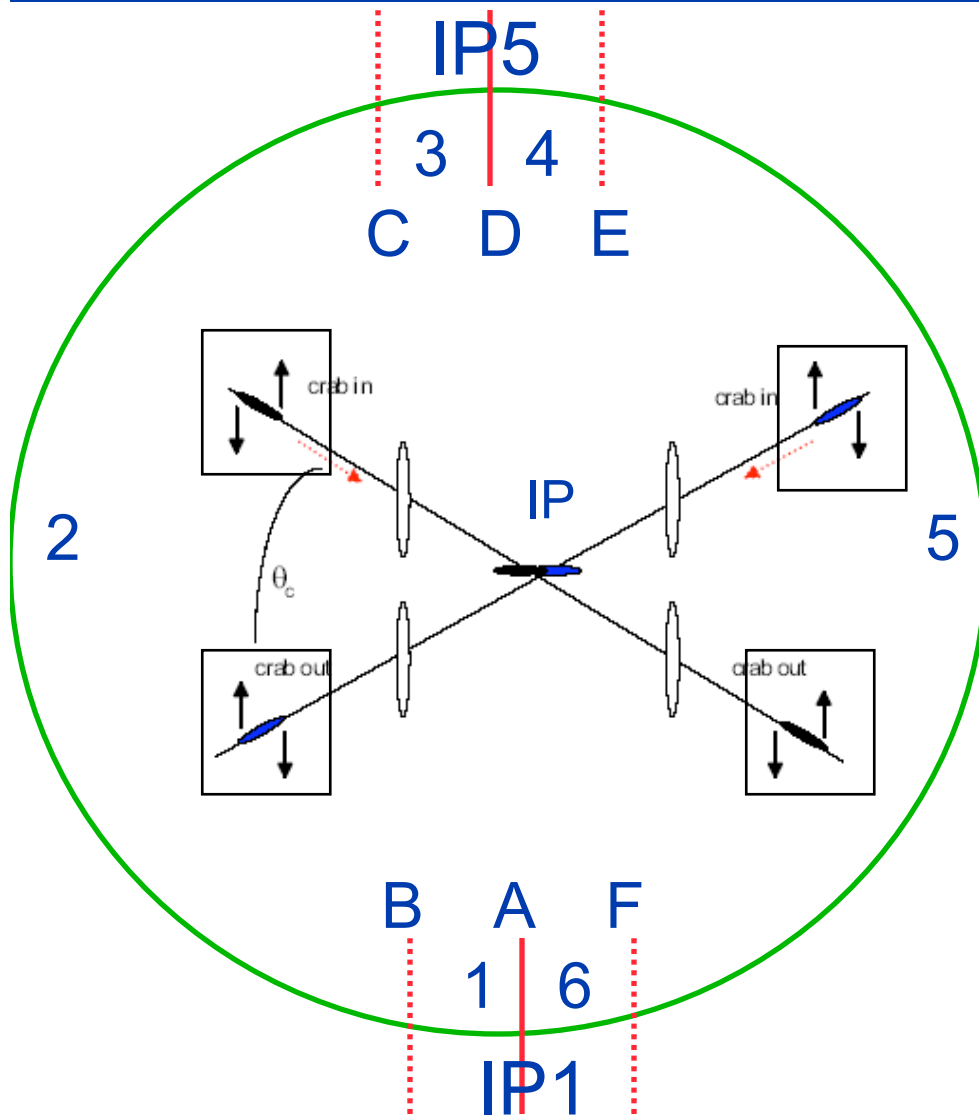 IP5
3 4
C D E
crab in
crab in
IP
2
5
θc
crab out
crab out
B A F
1 6
IP1